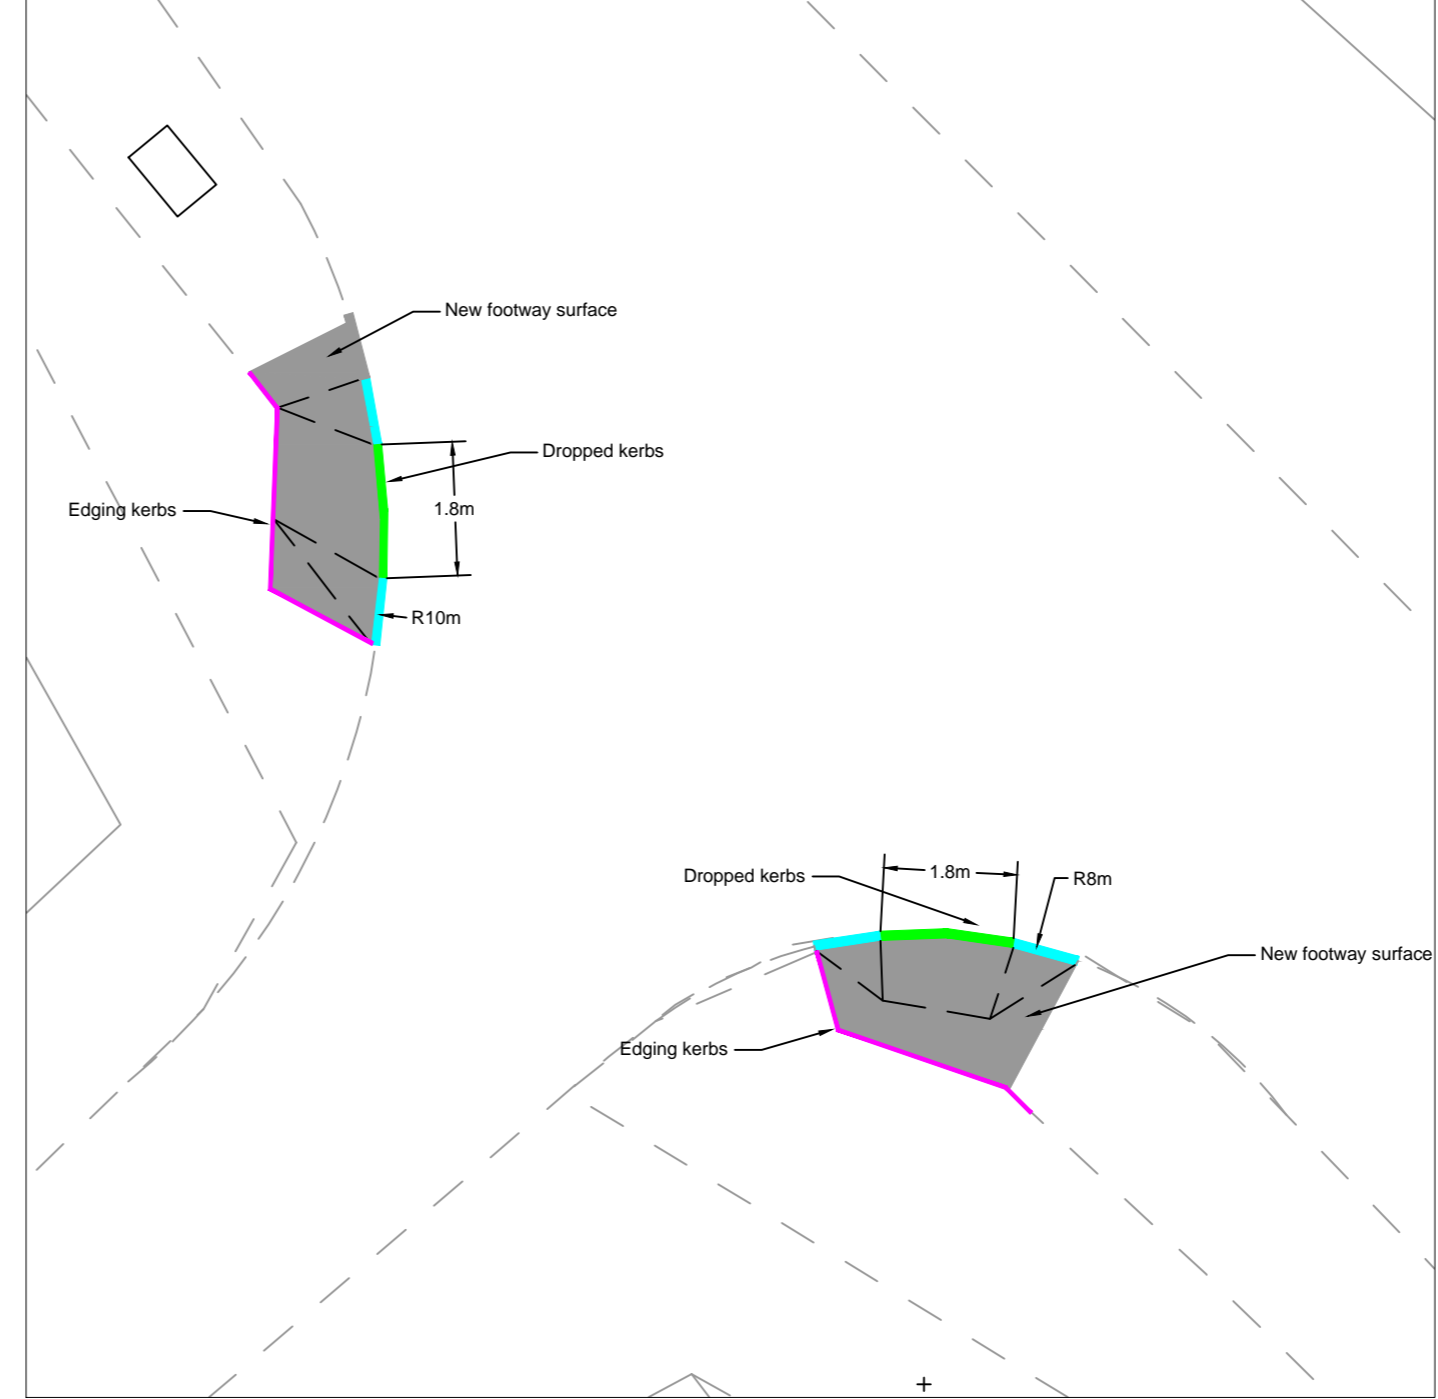 New footway surface
Dropped kerbs
Edging kerbs
1.8m
R10m
Dropped kerbs
1.8m
R8m
New footway surface
Edging kerbs